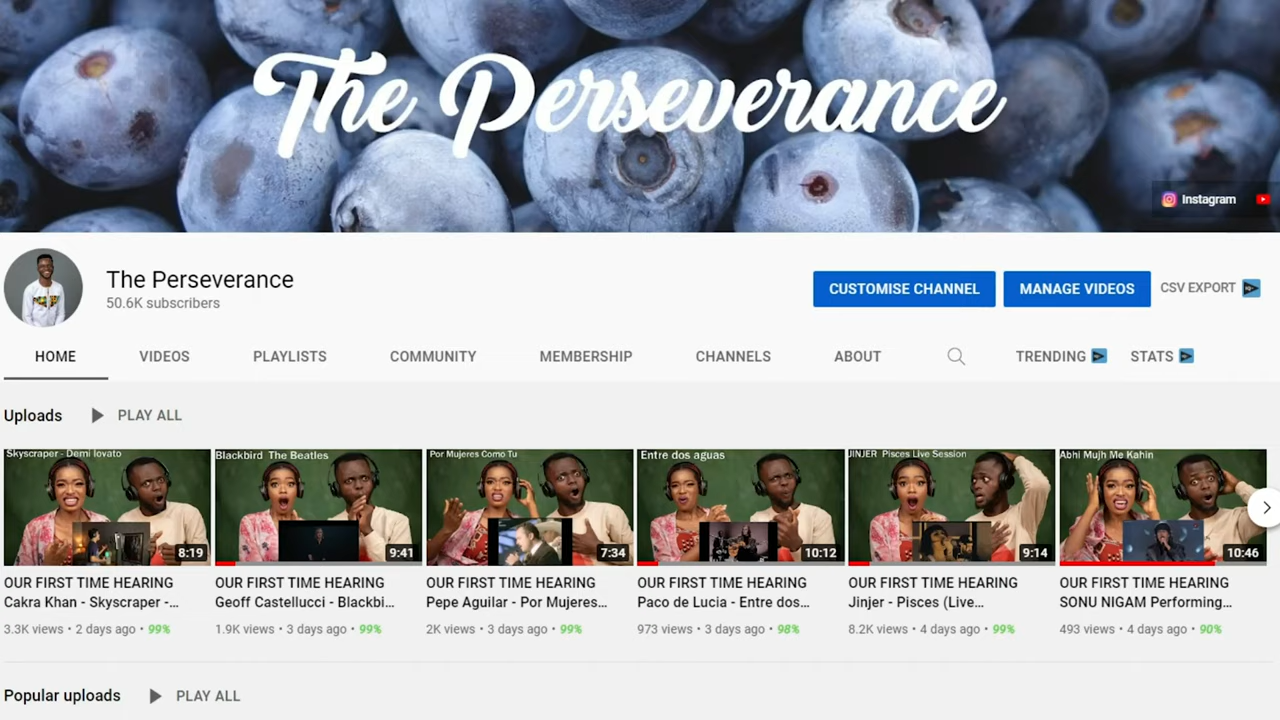 The Perseverance
Instagram
The Perseverance
50.6K subscribers
CUSTOMISE CHANNEL
MANAGE VIDEOS
CSV EXPORT
HOME
VIDEOS
PLAYLISTS
COMMUNITY
MEMBERSHIP
CHANNELS
ABOUT
TRENDING
STATS
Uploads
PLAY ALL
Skyscraper - Demi lovato
8:19
OUR FIRST TIME HEARING
Cakra Khan - Skyscraper -...
3.3K views • 2 days ago • 99%
Blackbird The Beatles
9:41
OUR FIRST TIME HEARING
Geoff Castellucci - Blackbi...
1.9K views • 3 days ago • 99%
Por Mujeres Como Tu
7:34
OUR FIRST TIME HEARING
Pepe Aguilar - Por Mujeres...
2K views • 3 days ago • 99%
Entre dos aguas
10:12
OUR FIRST TIME HEARING
Paco de Lucia - Entre dos...
973 views • 3 days ago • 98%
JINJER Pisces Live Session
9:14
OUR FIRST TIME HEARING
Jinjer - Pisces (Live...
8.2K views • 4 days ago • 99%
Abhi Mujh Me Kahin
10:46
OUR FIRST TIME HEARING
SONU NIGAM Performing...
493 views • 4 days ago • 90%
Popular uploads
PLAY ALL